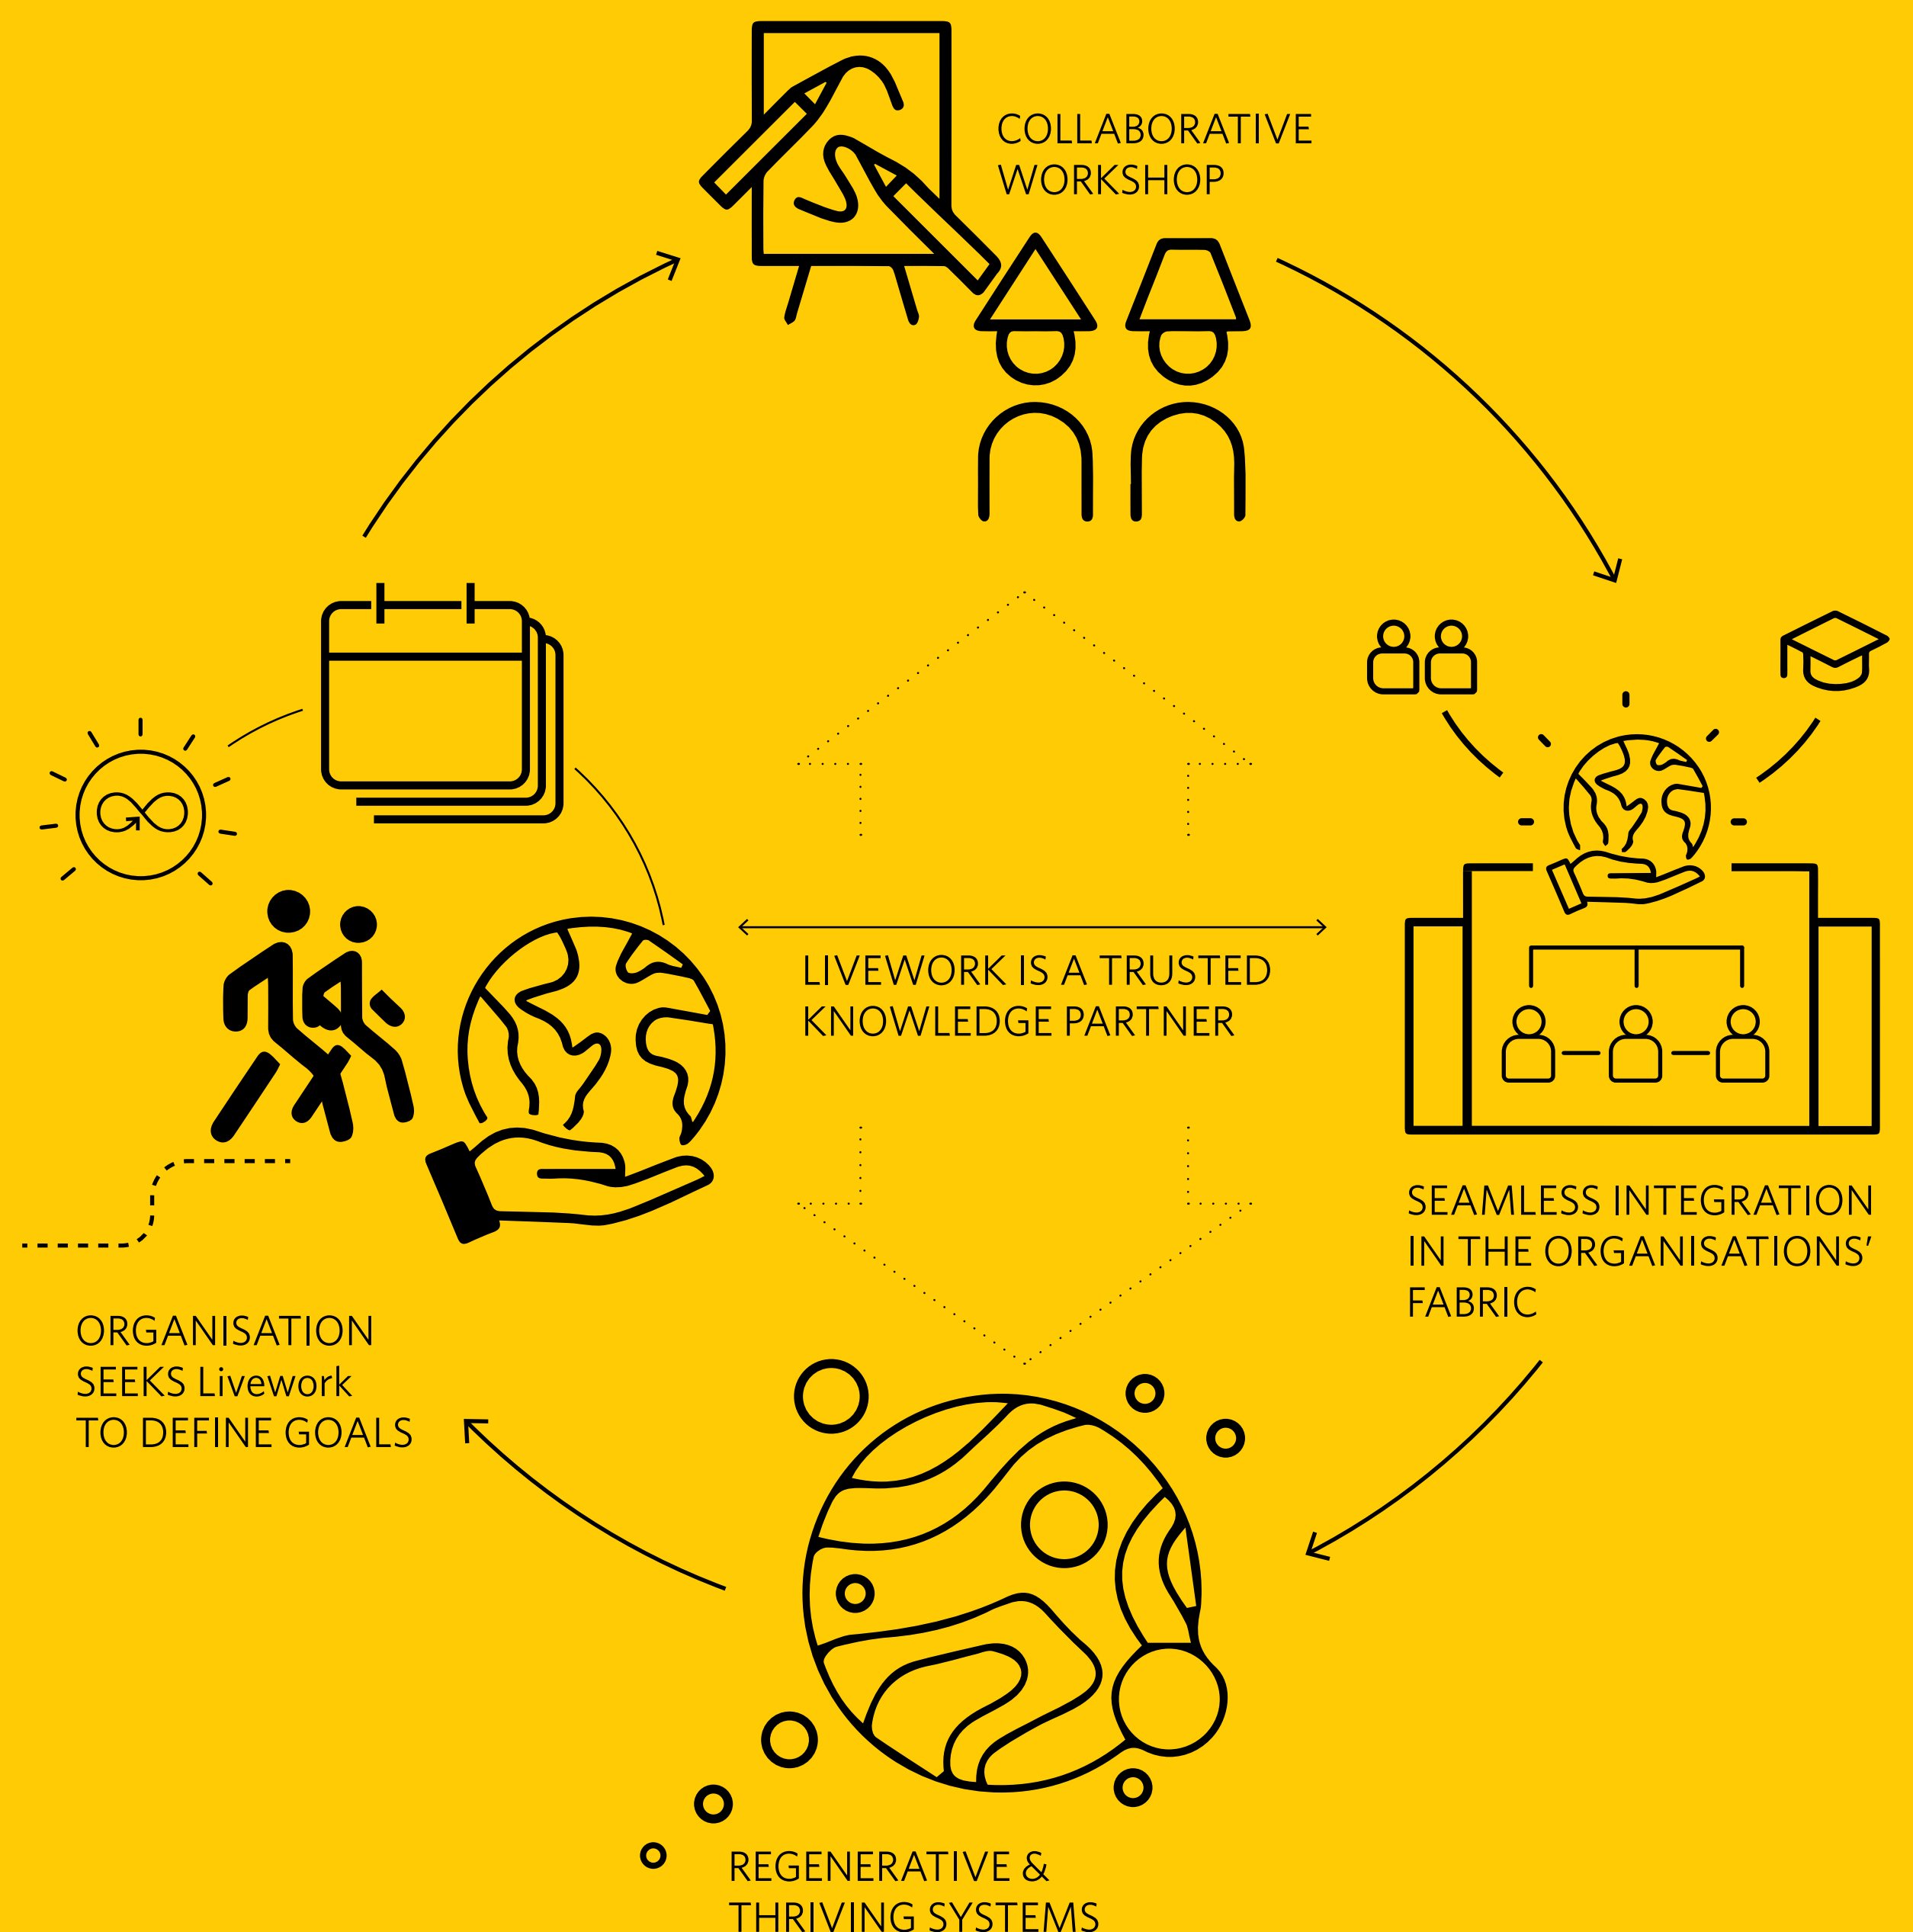 COLLABORATIVE
WORKSHOP
LIVEWORK IS A TRUSTED
KNOWLEDGE PARTNER
SEAMLESS INTEGRATION
IN THE ORGANISATIONS’
FABRIC
ORGANISATION
SEEKS Livework
TO DEFINE GOALS
REGENERATIVE &
THRIVING SYSTEMS